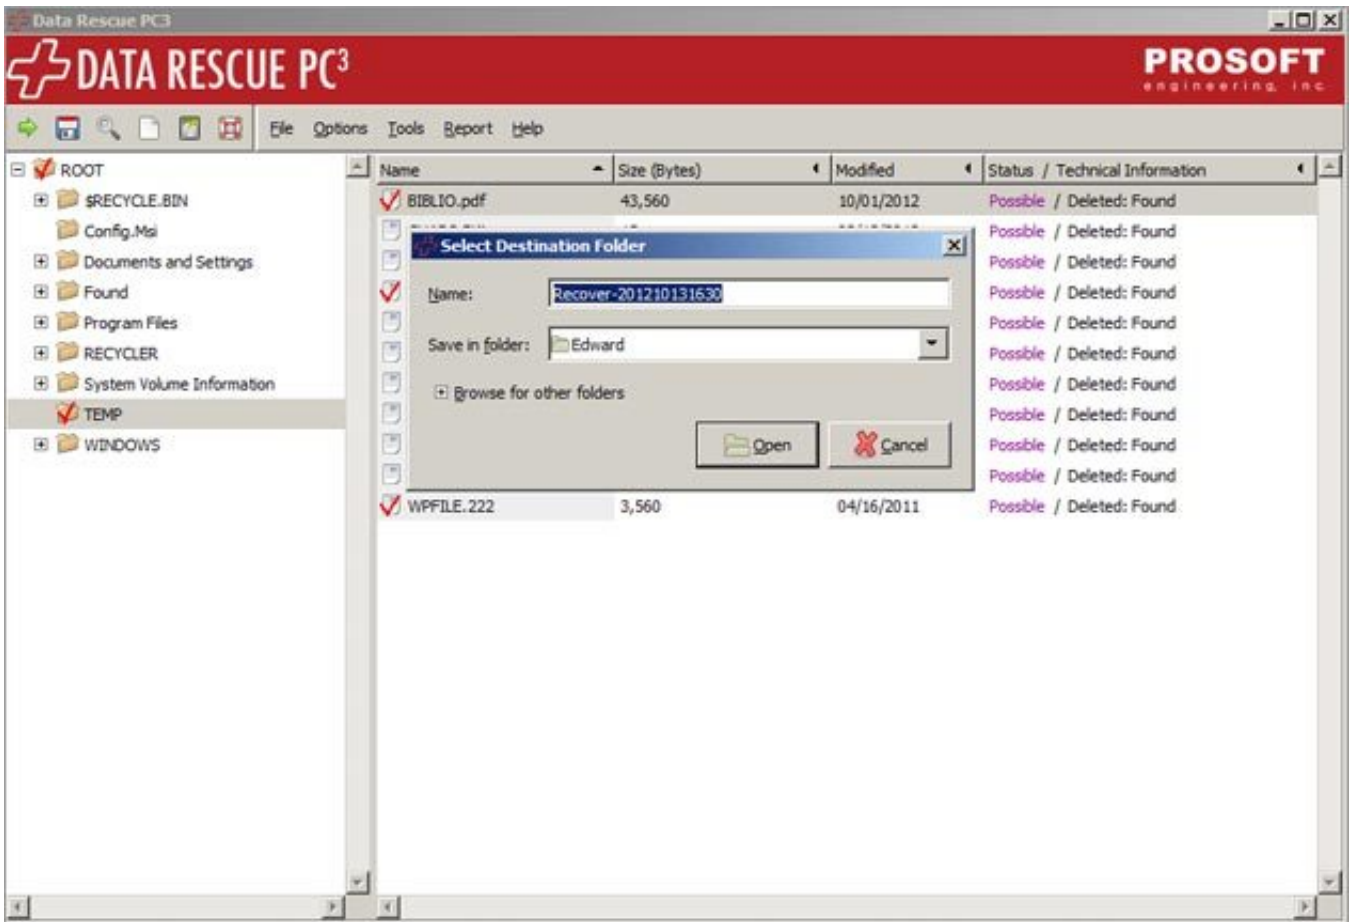 Data Rescue PC3
DATA RESCUE PC³
PROSOFT
engineering, inc.
File Options Tools Report Help
ROOT
$RECYCLE.BIN
Config.Msi
Documents and Settings
Found
Program Files
RECYCLER
System Volume Information
TEMP
WINDOWS
Name Size (Bytes) Modified Status / Technical Information
BIBLIO.pdf 43,560 10/01/2012 Possible / Deleted: Found
Possible / Deleted: Found
Possible / Deleted: Found
Possible / Deleted: Found
Possible / Deleted: Found
Possible / Deleted: Found
Possible / Deleted: Found
Possible / Deleted: Found
Possible / Deleted: Found
Possible / Deleted: Found
WPFILE.222 3,560 04/16/2011 Possible / Deleted: Found
Select Destination Folder
Name: Recover-201210131630
Save in folder: Edward
Browse for other folders
Open Cancel